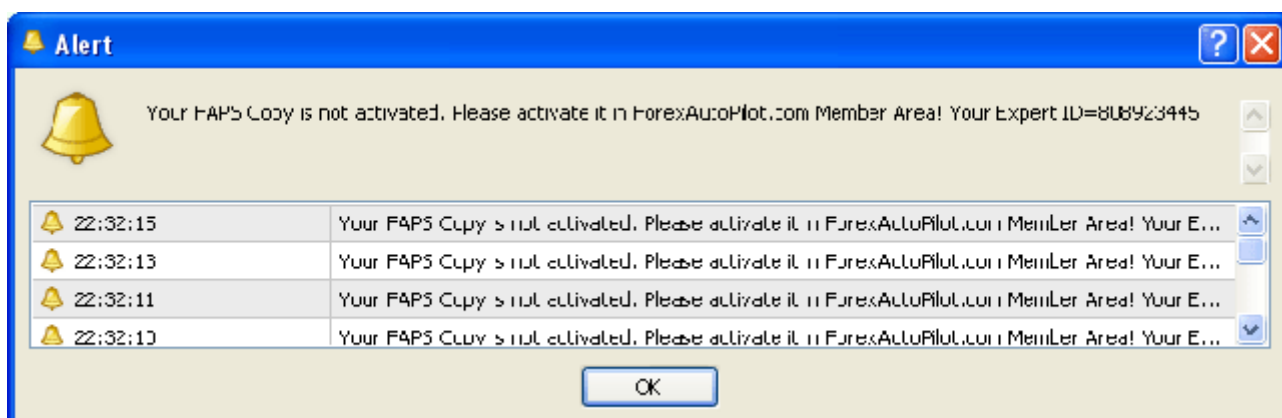 Alert
Your FAPS Copy is not activated. Please activate it in ForexAutoPilot.com Member Area! Your Expert ID=808923445
22:32:15 Your FAPS Copy is not activated. Please activate it in ForexAutoPilot.com Member Area! Your E...
22:32:13 Your FAPS Copy is not activated. Please activate it in ForexAutoPilot.com Member Area! Your E...
22:32:11 Your FAPS Copy is not activated. Please activate it in ForexAutoPilot.com Member Area! Your E...
22:32:10 Your FAPS Copy is not activated. Please activate it in ForexAutoPilot.com Member Area! Your E...
OK